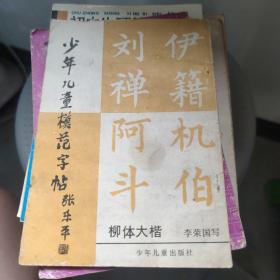 少年儿童模范字帖
张乐平
伊籍机伯
刘禅阿斗
柳体大楷
李荣国写
少年儿童出版社